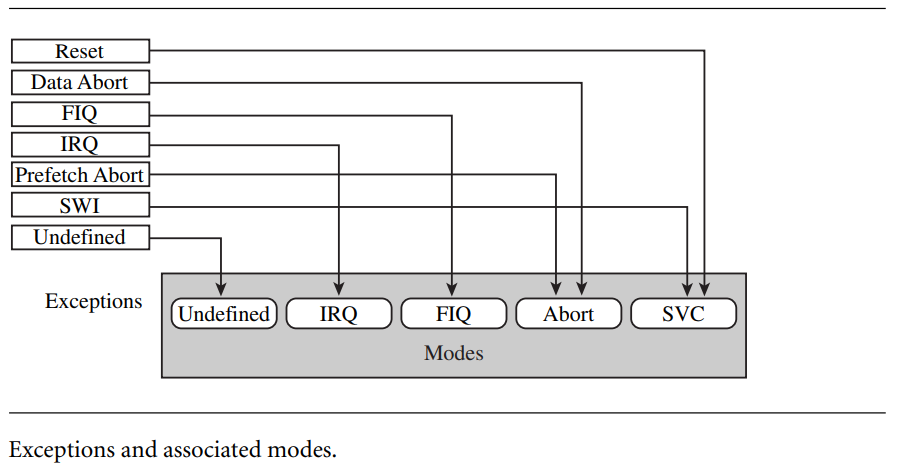 Reset
Data Abort
FIQ
IRQ
Prefetch Abort
SWI
Undefined
Exceptions
Undefined IRQ FIQ Abort SVC
Modes
Exceptions and associated modes.